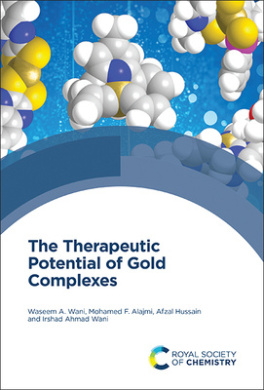 The Therapeutic
Potential of Gold
Complexes
Waseem A. Wani, Mohamed F. Alajmi, Afzal Hussain
and Irshad Ahmad Wani
ROYAL SOCIETY
OF CHEMISTRY